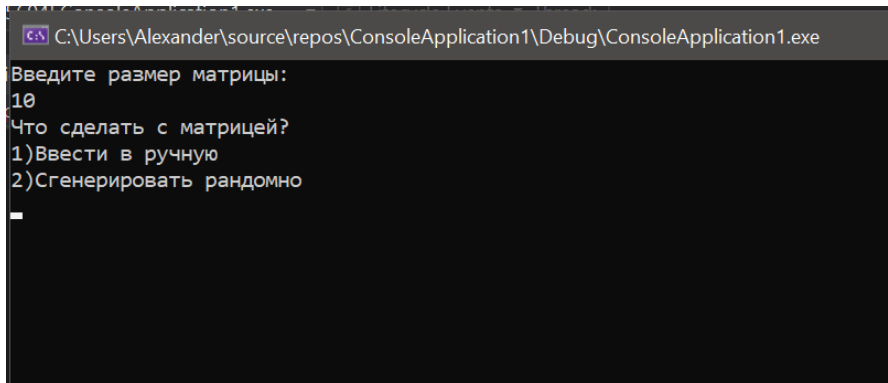 C:\Users\Alexander\source\repos\ConsoleApplication1\Debug\ConsoleApplication1.exe
Введите размер матрицы:
10
Что сделать с матрицей?
1)Ввести в ручную
2)Сгенерировать рандомно